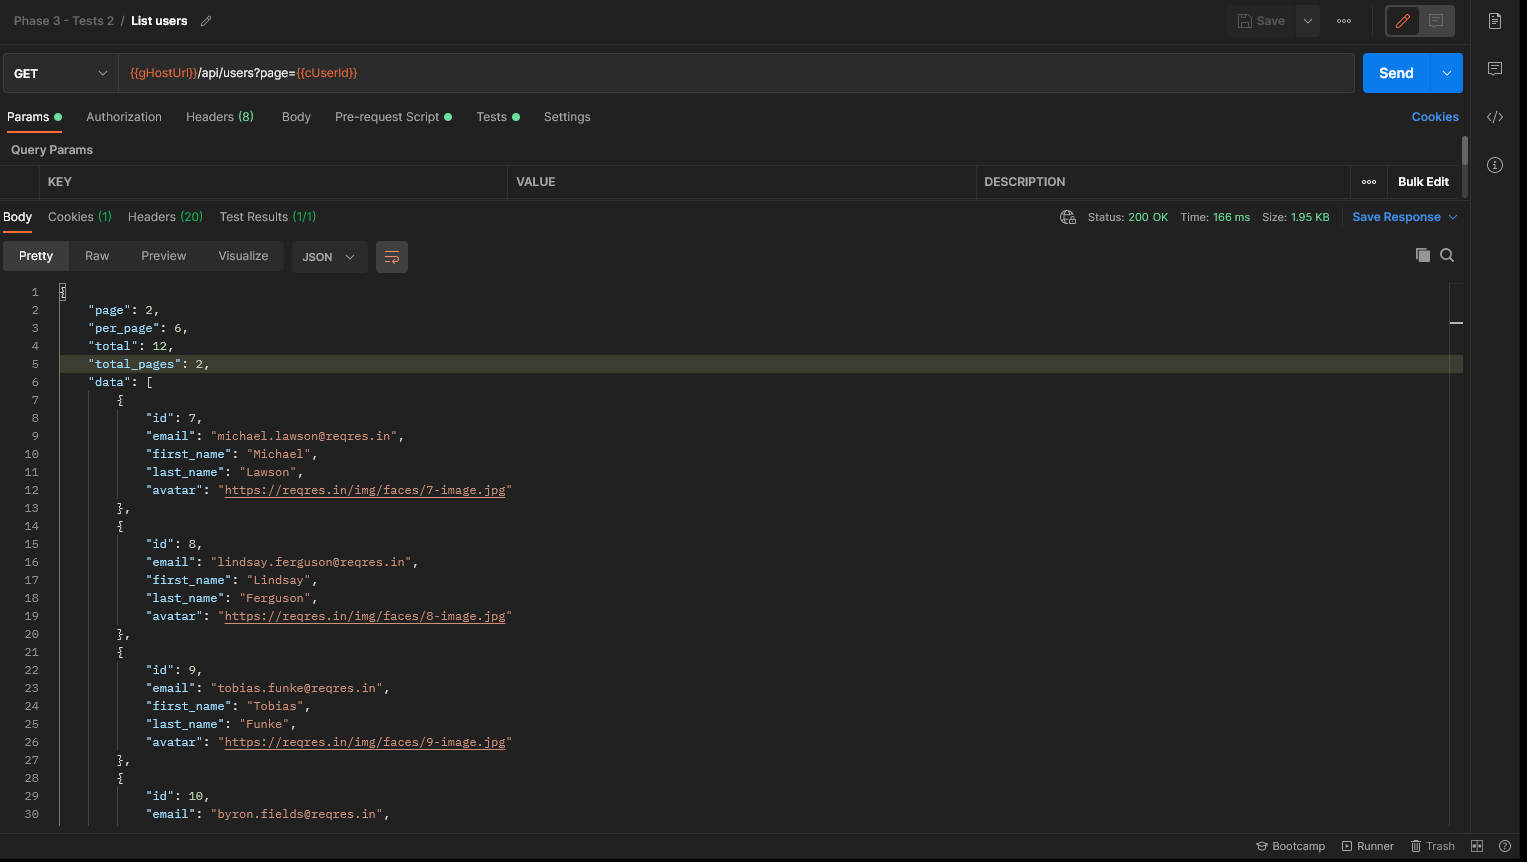 Phase 3 - Tests 2 / List users
Save
GET {{gHostUrl}}/api/users?page={{cUserId}} Send
Params Authorization Headers (8) Body Pre-request Script Tests Settings Cookies
Query Params
KEY VALUE DESCRIPTION Bulk Edit
Body Cookies (1) Headers (20) Test Results (1/1) Status: 200 OK Time: 166 ms Size: 1.95 KB Save Response
Pretty Raw Preview Visualize JSON
1 {
2 "page": 2,
3 "per_page": 6,
4 "total": 12,
5 "total_pages": 2,
6 "data": [
7 {
8 "id": 7,
9 "email": "michael.lawson@reqres.in",
10 "first_name": "Michael",
11 "last_name": "Lawson",
12 "avatar": "https://reqres.in/img/faces/7-image.jpg"
13 },
14 {
15 "id": 8,
16 "email": "lindsay.ferguson@reqres.in",
17 "first_name": "Lindsay",
18 "last_name": "Ferguson",
19 "avatar": "https://reqres.in/img/faces/8-image.jpg"
20 },
21 {
22 "id": 9,
23 "email": "tobias.funke@reqres.in",
24 "first_name": "Tobias",
25 "last_name": "Funke",
26 "avatar": "https://reqres.in/img/faces/9-image.jpg"
27 },
28 {
29 "id": 10,
30 "email": "byron.fields@reqres.in",
Bootcamp Runner Trash